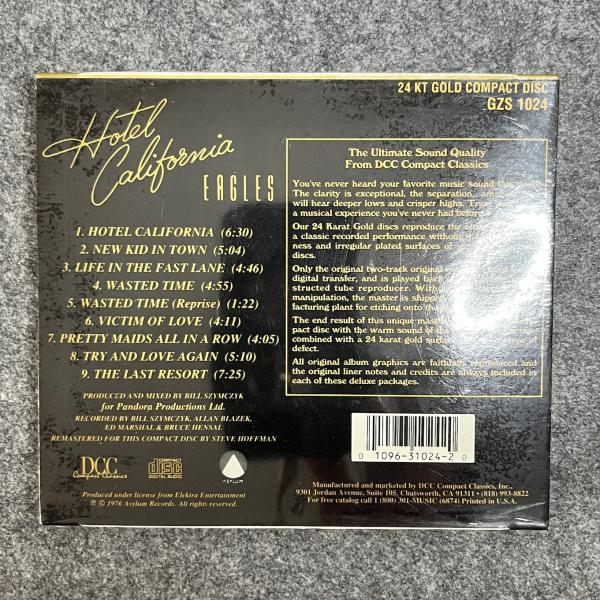 24 KT GOLD COMPACT DISC
GZS 1024
Hotel
California
EAGLES
1. HOTEL CALIFORNIA (6:30)
2. NEW KID IN TOWN (5:04)
3. LIFE IN THE FAST LANE (4:46)
4. WASTED TIME (4:55)
5. WASTED TIME (Reprise) (1:22)
6. VICTIM OF LOVE (4:11)
7. PRETTY MAIDS ALL IN A ROW (4:05)
8. TRY AND LOVE AGAIN (5:10)
9. THE LAST RESORT (7:25)
PRODUCED AND MIXED BY BILL SZYMCZYK
for Pandora Productions Ltd.
RECORDED BY BILL SZYMCZYK, ALLAN BLAZEK,
ED MARSHAL & BRUCE HENSAL
REMASTERED FOR THIS COMPACT DISC BY STEVE HOFFMAN
The Ultimate Sound Quality
From DCC Compact Classics
You've never heard your favorite music sound this
The clarity is exceptional, the separation
will hear deeper lows and crisper highs. Treat
a musical experience you've never had before
Our 24 Karat Gold discs reproduce the
a classic recorded performance without the
ness and irregular plated surfaces of
discs.
Only the original two-track original
digital transfer, and is played back
structed tube reproducer. Without
manipulation, the master is shipped
facturing plant for etching onto the
The end result of this unique mastering
pact disc with the warm sound of the
combined with a 24 karat gold surface type of
defect.
All original album graphics are faithfully reproduced and
the original liner notes and credits are always included in
each of these deluxe packages.
0 1096-31024-2 0
DCC
Compact Classics
COMPACT
disc
DIGITAL AUDIO
ASYLUM
Produced under license from Elektra Entertainment
℗ © 1976 Asylum Records. All rights reserved.
Manufactured and marketed by DCC Compact Classics, Inc.,
9301 Jordan Avenue, Suite 105, Chatsworth, CA 91311 • (818) 993-8822
For free catalog call 1 (800) 301-MUSIC (6874) Printed in U.S.A.